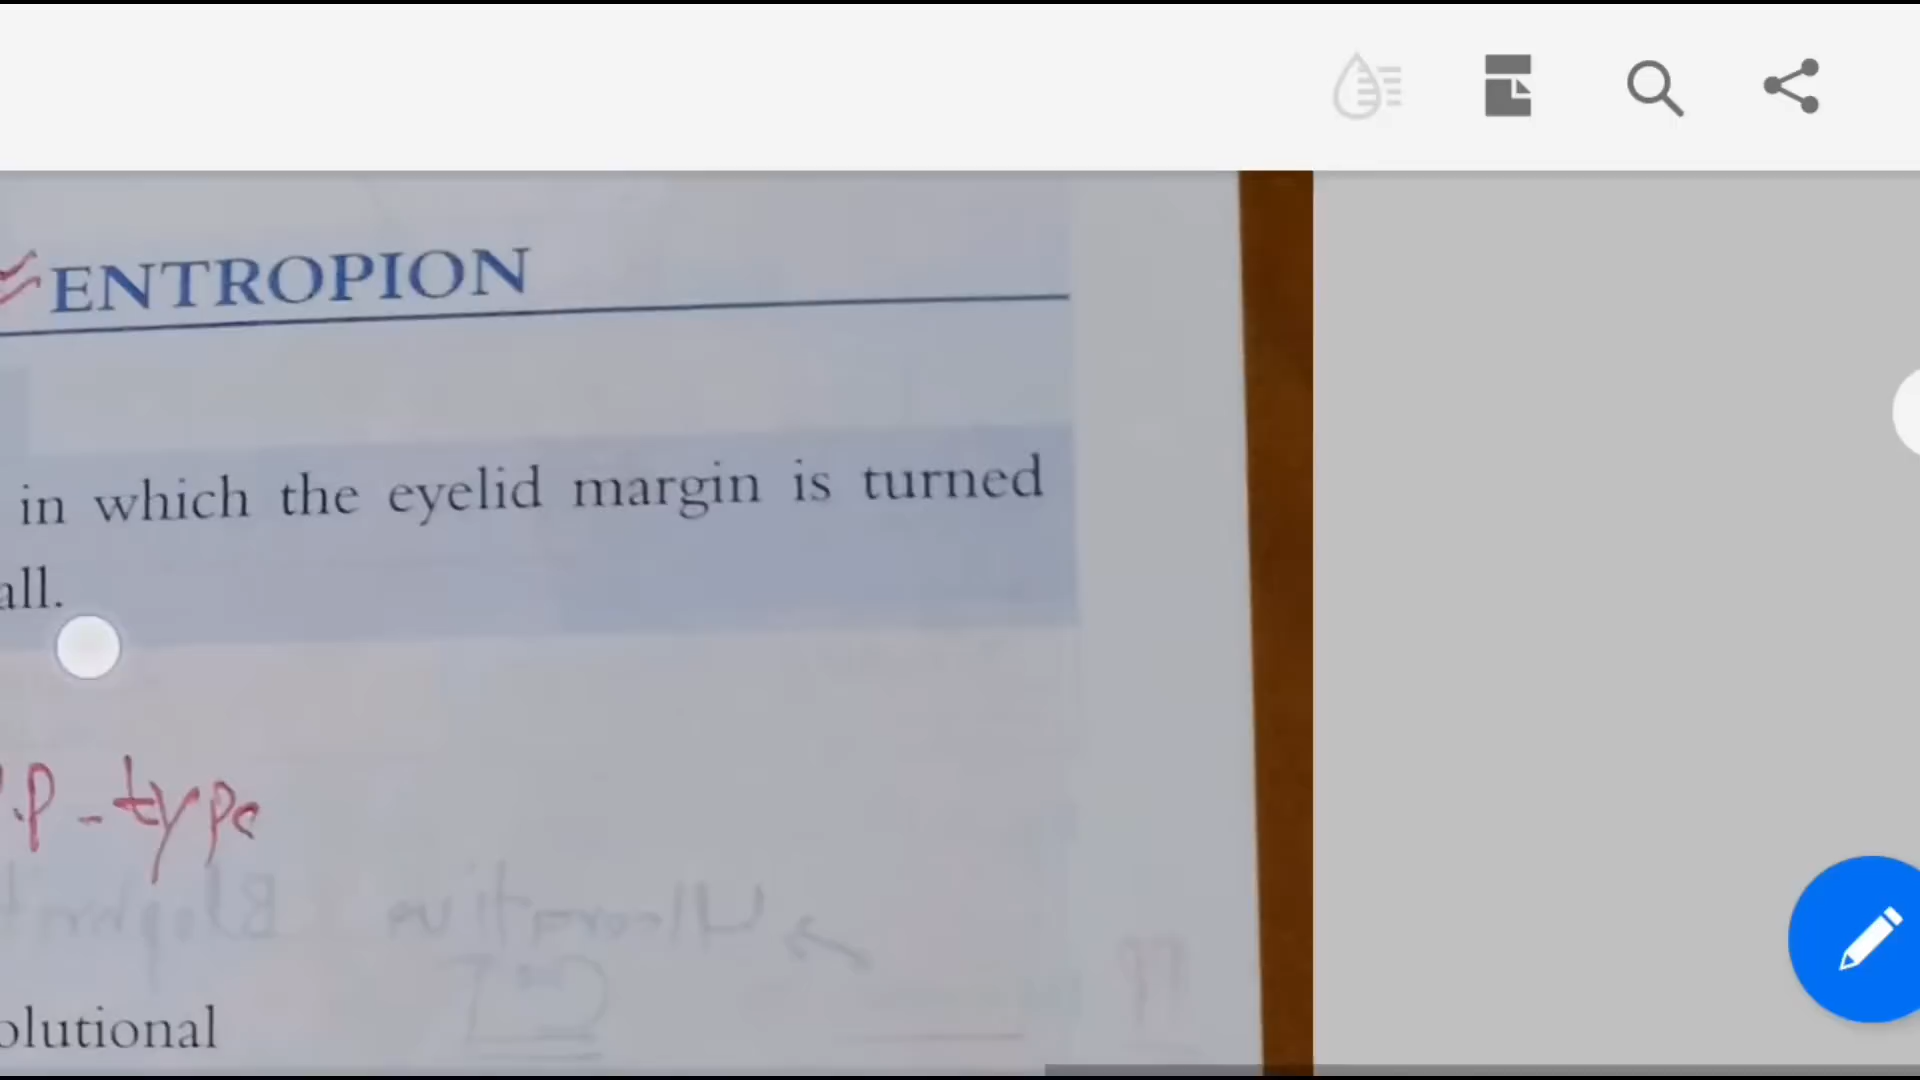 ENTROPION
in which the eyelid margin is turned
all.
.P-type
olutional